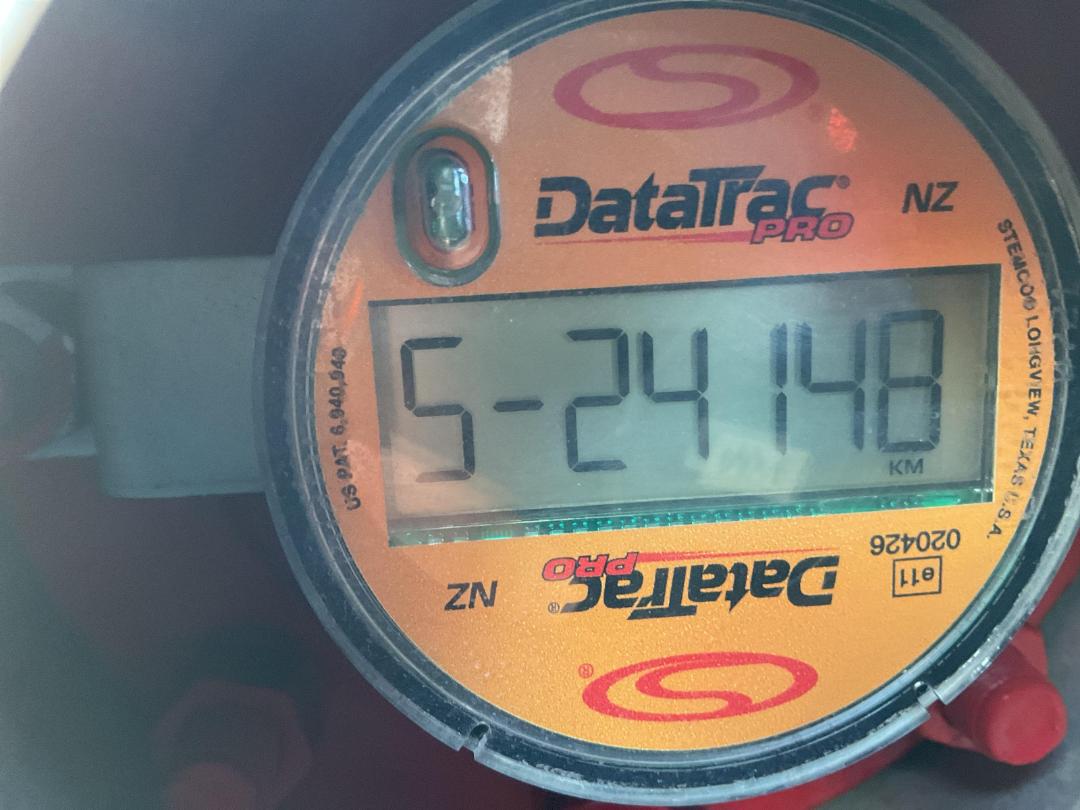 DataTrac® NZ
PRO
STEMCO® LONGVIEW, TEXAS U.S.A.
US PAT. 6,940,940
5-24148
KM
020426
e11
DataTrac®
PRO
NZ
®